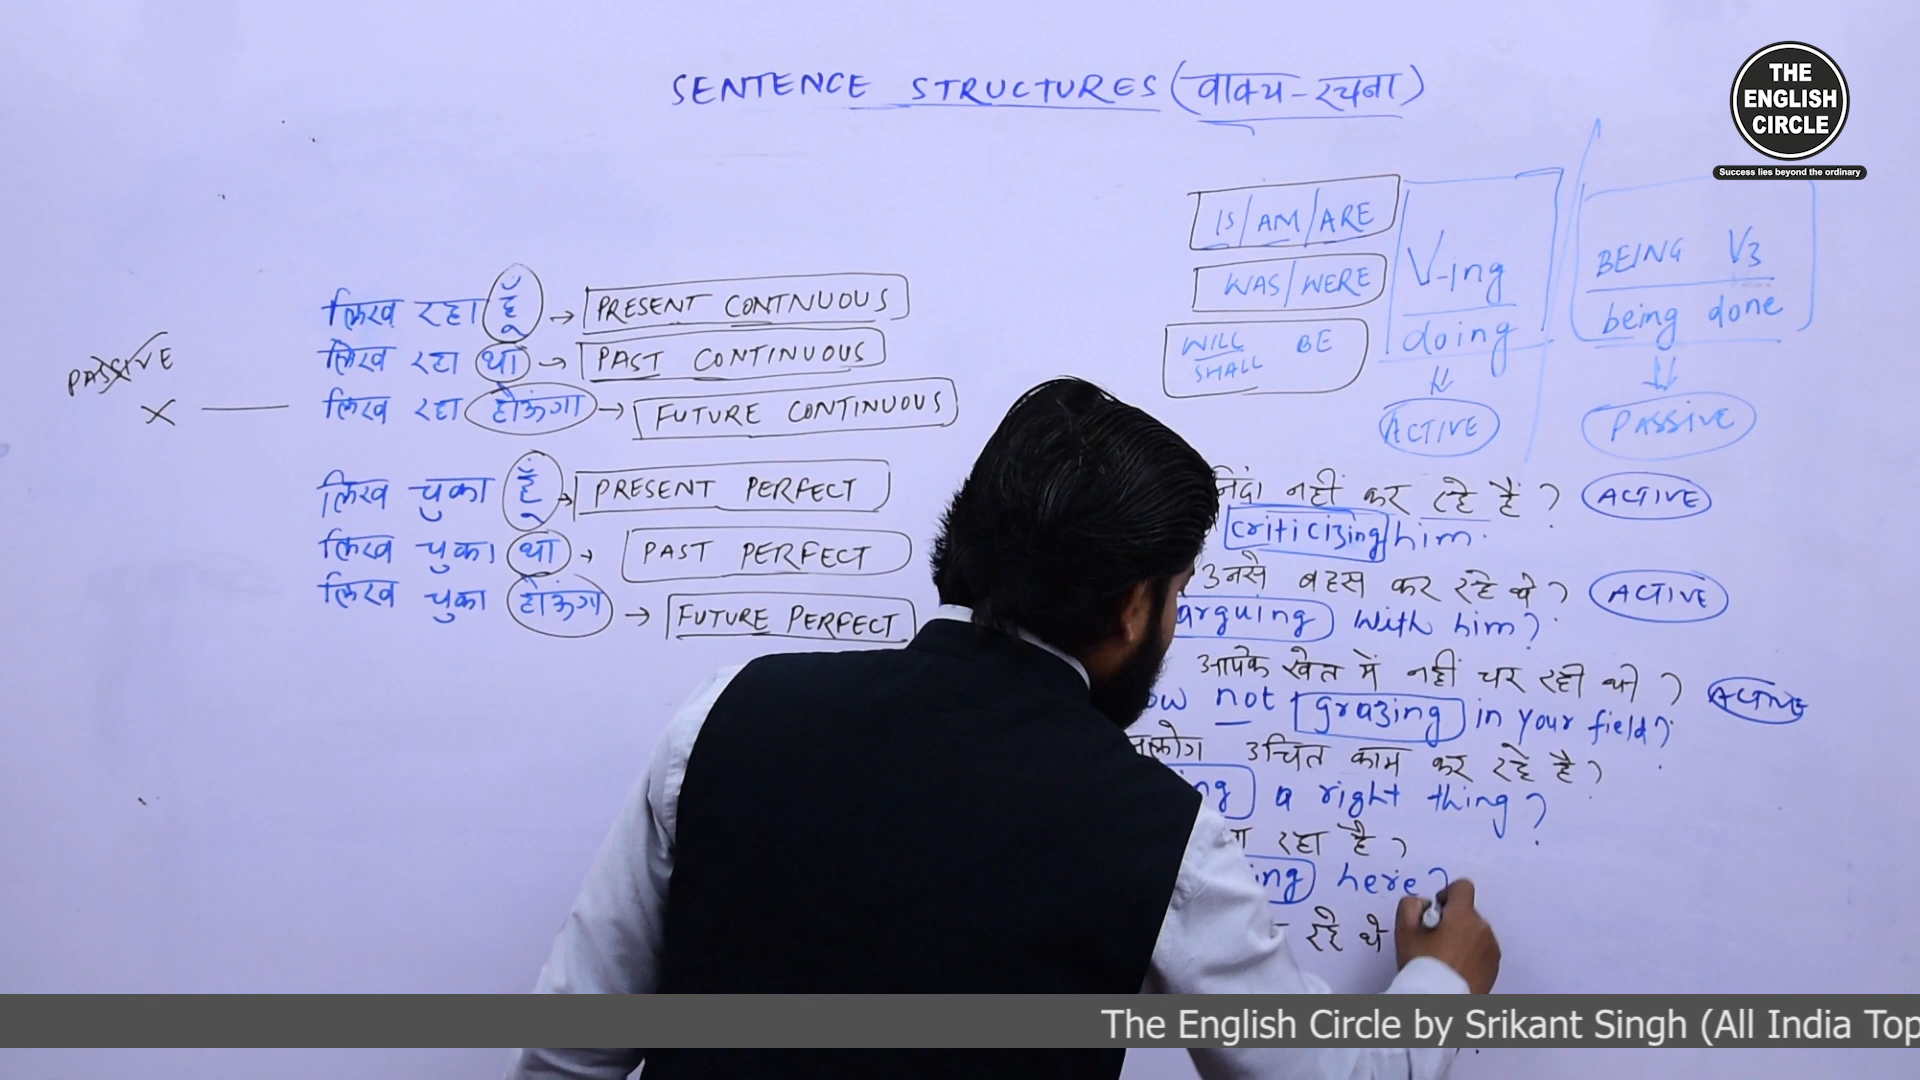 SENTENCE STRUCTURES (वाक्य-रचना)
THE
ENGLISH
CIRCLE
Success lies beyond the ordinary
लिख रहा हूँ → PRESENT CONTNUOUS
लिख रहा था → PAST CONTINUOUS
लिख रहा होऊंगा → FUTURE CONTINUOUS
PASSIVE
X
लिख चुका हूँ → PRESENT PERFECT
लिख चुका था → PAST PERFECT
लिख चुका होऊंगा → FUTURE PERFECT
IS/AM/ARE
WAS/WERE
WILL BE
SHALL
V-ing
doing
ACTIVE
BEING V3
being done
PASSIVE
निंदा नहीं कर रहे हैं ? ACTIVE
criticizing him.
उनसे बहस कर रहे थे ? ACTIVE
arguing with him?
आपके खेत में नहीं चर रही थी ? ACTIVE
not grazing in your field?
उचित काम कर रहे है ?
a right thing?
रहा है ?
here?
रहे थे
The English Circle by Srikant Singh (All India Top